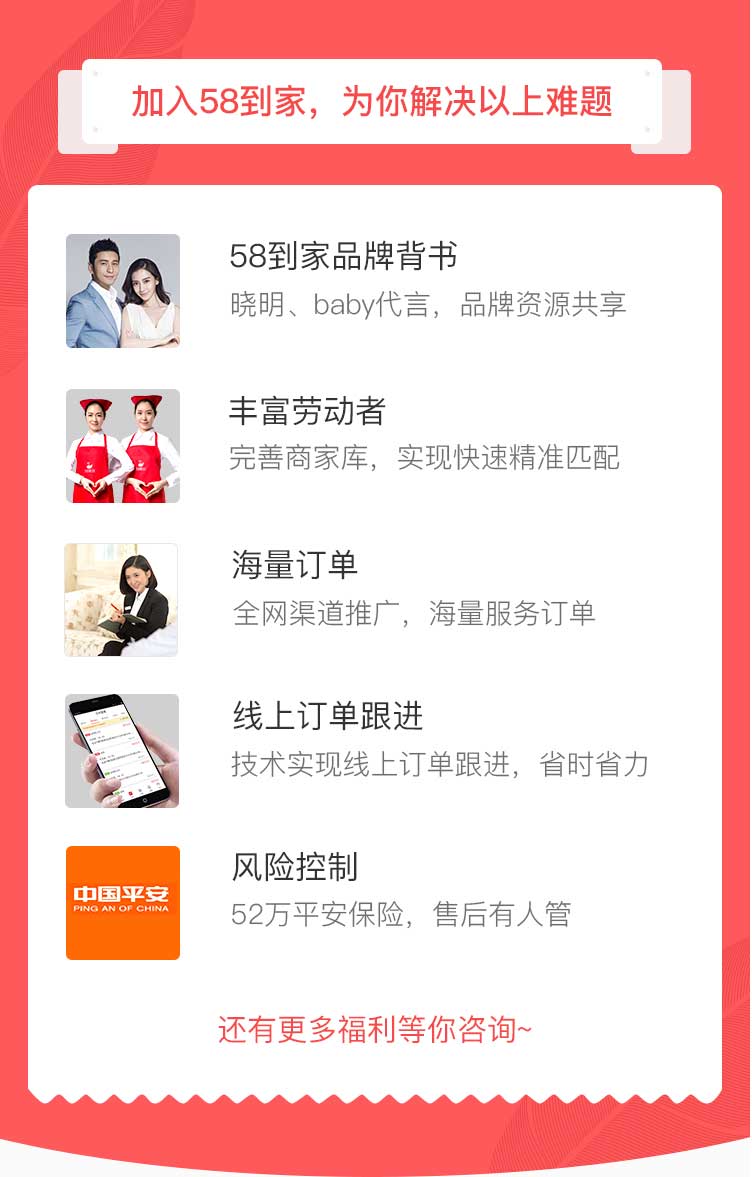 加入58到家，为你解决以上难题
58到家品牌背书
晓明、baby代言，品牌资源共享
丰富劳动者
完善商家库，实现快速精准匹配
海量订单
全网渠道推广，海量服务订单
线上订单跟进
技术实现线上订单跟进，省时省力
中国平安
PING AN OF CHINA
风险控制
52万平安保险，售后有人管
还有更多福利等你咨询~